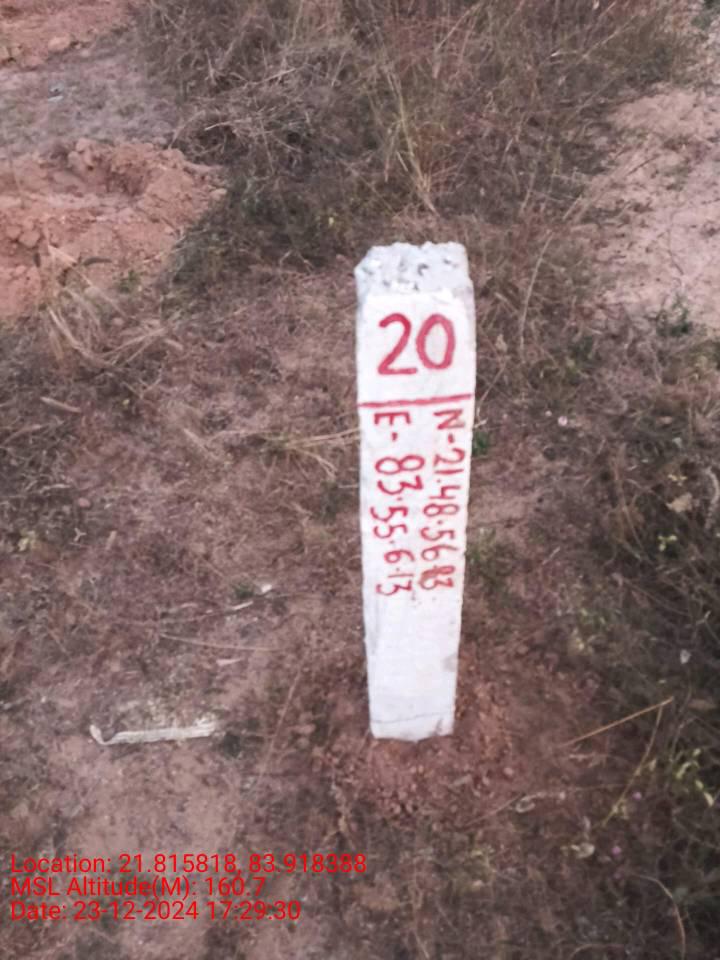 20
N-21.48.56.83
E-83.55.6.13
Location: 21.815818, 83.918388
MSL Altitude(M): 160.7
Date: 23-12-2024 17:29:30